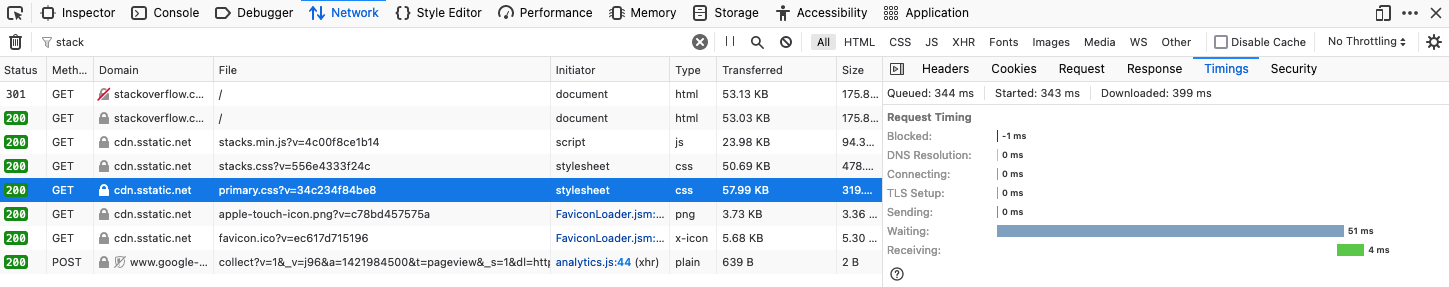 Inspector Console Debugger Network Style Editor Performance Memory Storage Accessibility Application
stack All HTML CSS JS XHR Fonts Images Media WS Other Disable Cache No Throttling
Status Meth... Domain File Initiator Type Transferred Size
301 GET stackoverflow.c... / document html 53.13 KB 175.8...
200 GET stackoverflow.c... / document html 53.03 KB 175.8...
200 GET cdn.sstatic.net stacks.min.js?v=4c00f8ce1b14 script js 23.98 KB 94.3...
200 GET cdn.sstatic.net stacks.css?v=556e4333f24c stylesheet css 50.69 KB 478....
200 GET cdn.sstatic.net primary.css?v=34c234f84be8 stylesheet css 57.99 KB 319....
200 GET cdn.sstatic.net apple-touch-icon.png?v=c78bd457575a FaviconLoader.jsm:... png 3.73 KB 3.36 ...
200 GET cdn.sstatic.net favicon.ico?v=ec617d715196 FaviconLoader.jsm:... x-icon 5.68 KB 5.30 ...
200 POST www.google-... collect?v=1&_v=j96&a=1421984500&t=pageview&_s=1&dl=http analytics.js:44 (xhr) plain 639 B 2 B
Headers Cookies Request Response Timings Security
Queued: 344 ms Started: 343 ms Downloaded: 399 ms
Request Timing
Blocked: -1 ms
DNS Resolution: 0 ms
Connecting: 0 ms
TLS Setup: 0 ms
Sending: 0 ms
Waiting: 51 ms
Receiving: 4 ms